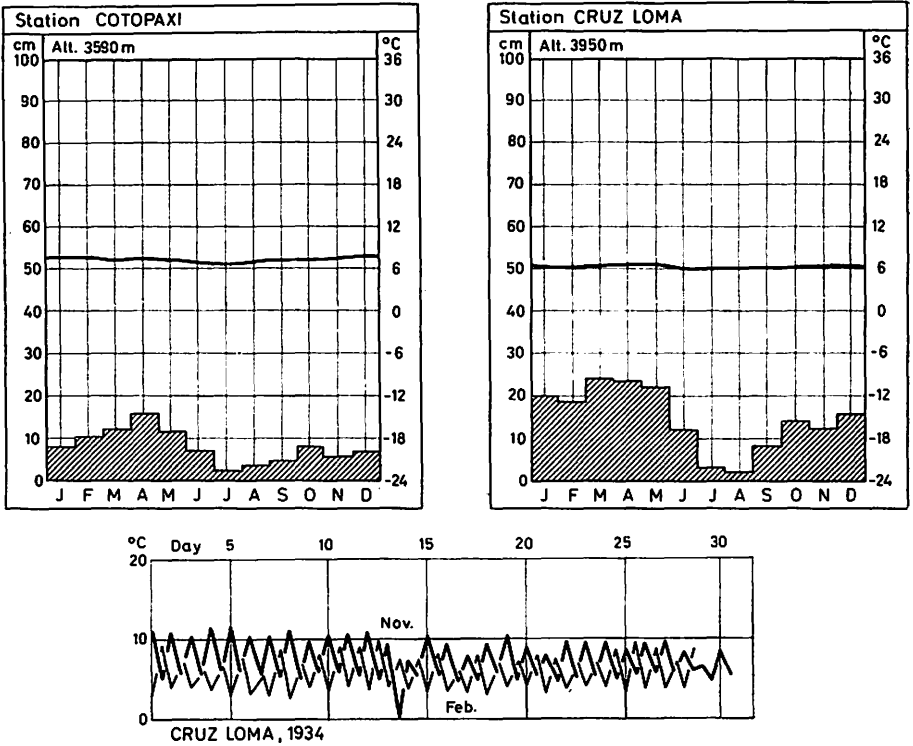 Station COTOPAXI
cm Alt. 3580 m °C
100 36
90 30
80 24
70 18
60 12
50 6
40 0
30 -6
20 -12
10 -18
0 -24
J F M A M J J A S O N D
Station CRUZ LOMA
cm Alt. 3950 m °C
100 36
90 30
80 24
70 18
60 12
50 6
40 0
30 -6
20 -12
10 -18
0 -24
J F M A M J J A S O N D
°C Day 5 10 15 20 25 30
20
Nov.
10
Feb.
0
CRUZ LOMA, 1934